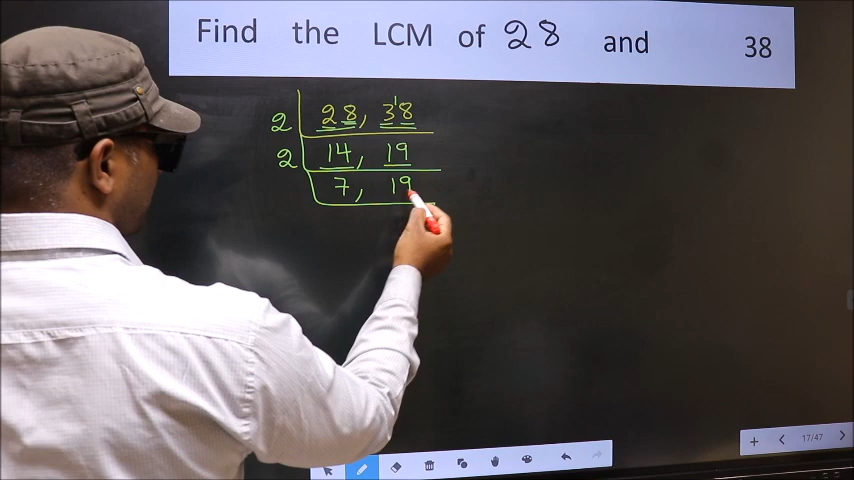 Find the LCM of 28 and 38
2 28, 38
2 14, 19
7, 19
+ < 17/47 >